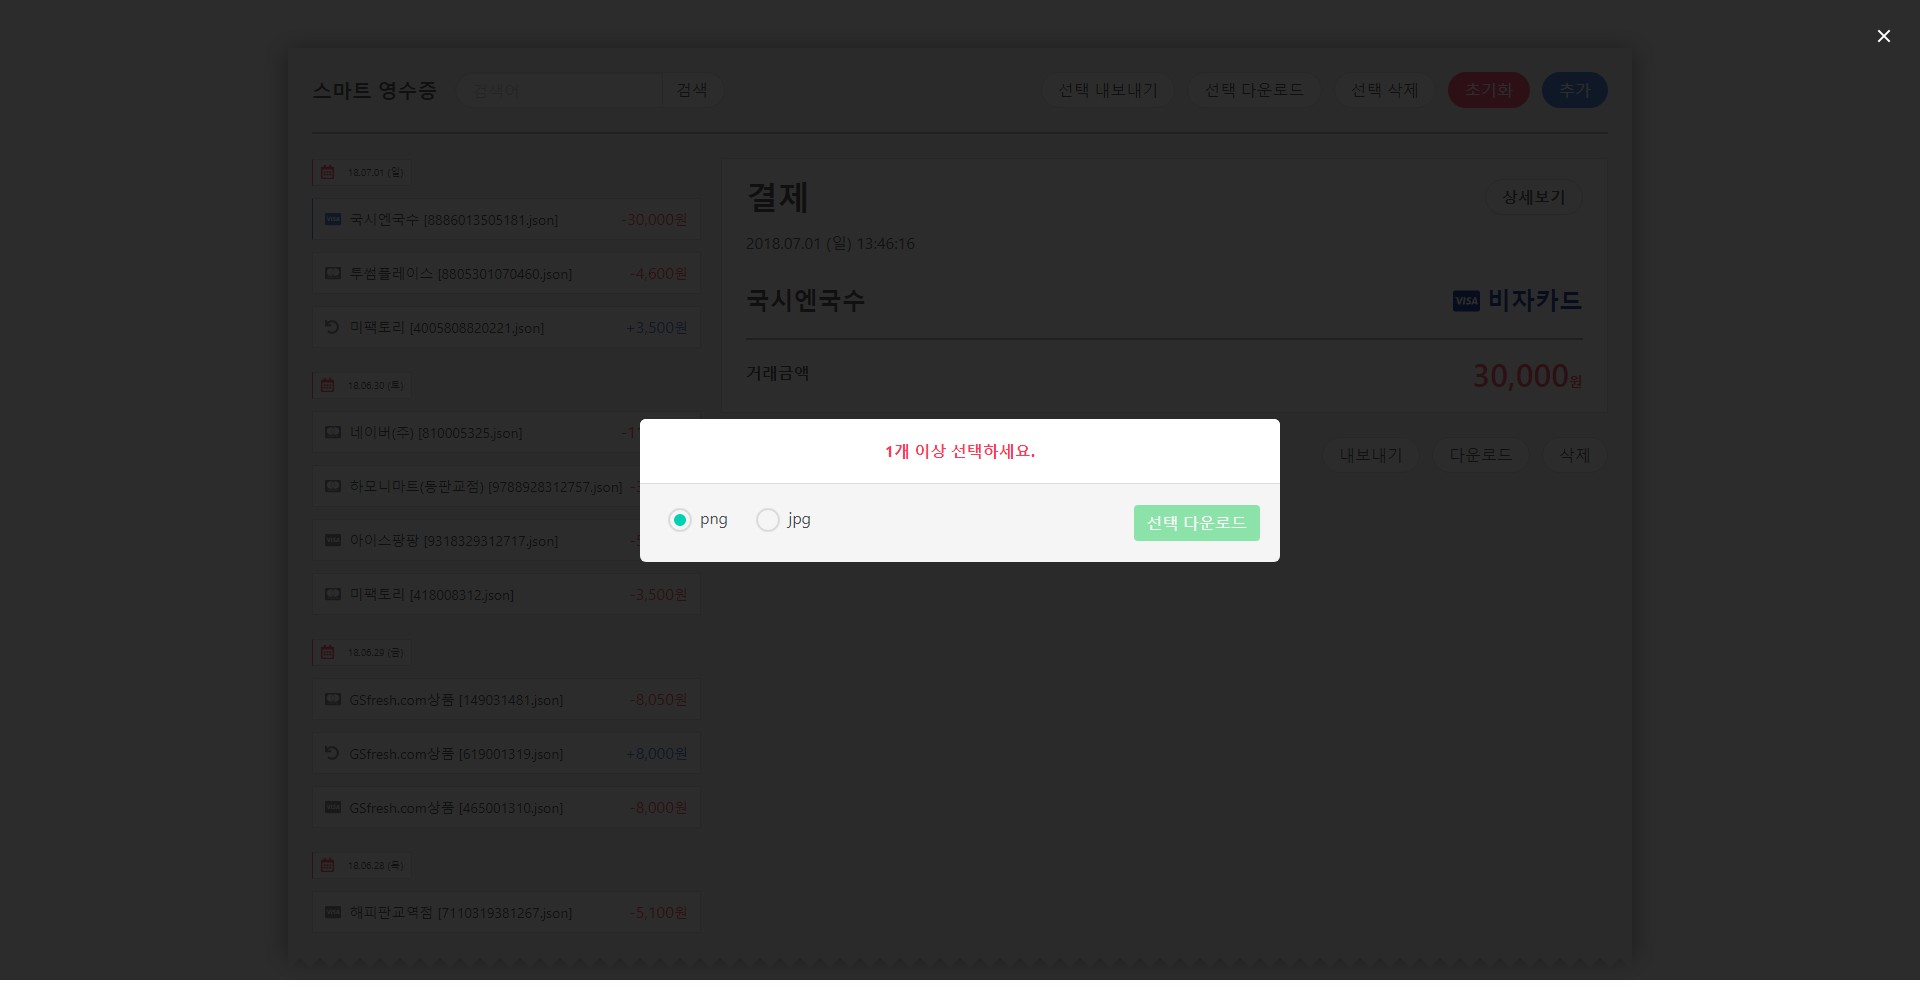 스마트 영수증
검색어
검색
선택 내보내기
선택 다운로드
선택 삭제
초기화
추가
18.07.01 (일)
국시엔국수 [8886013505181.json] -30,000원
투썸플레이스 [8805301070460.json] -4,600원
미팩토리 [4005808820221.json] +3,500원
18.06.30 (토)
네이버(주) [810005325.json] -1
하모니마트(동판교점) [9788928312757.json] -
아이스팡팡 [9318329312717.json] -
미팩토리 [418008312.json] -3,500원
18.06.29 (금)
GSfresh.com상품 [149031481.json] -8,050원
GSfresh.com상품 [619001319.json] +8,000원
GSfresh.com상품 [465001310.json] -8,000원
18.06.28 (목)
해피판교역점 [7110319381267.json] -5,100원
결제
상세보기
2018.07.01 (일) 13:46:16
국시엔국수
VISA 비자카드
거래금액
30,000원
내보내기
다운로드
삭제
1개 이상 선택하세요.
png
jpg
선택 다운로드